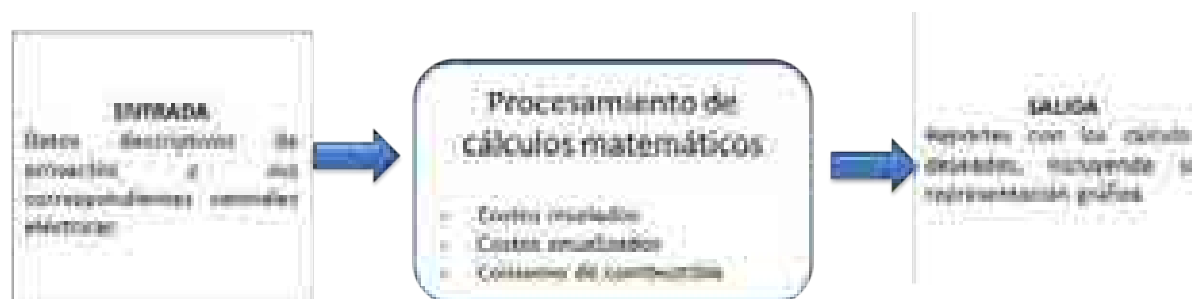 ENTRADA
Datos descriptivos de
proyectos y sus
correspondientes centrales
eléctricas
Procesamiento de
cálculos matemáticos
- Costos nivelados
- Costos anualizados
- Consumo de combustible
SALIDA
Reportes con los cálculos
deseados, incluyendo su
representación gráfica